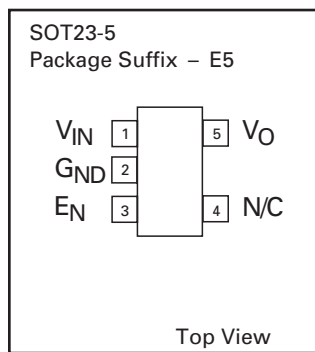 SOT23-5
Package Suffix – E5
VIN 1 5 VO
GND 2
EN 3 4 N/C
Top View